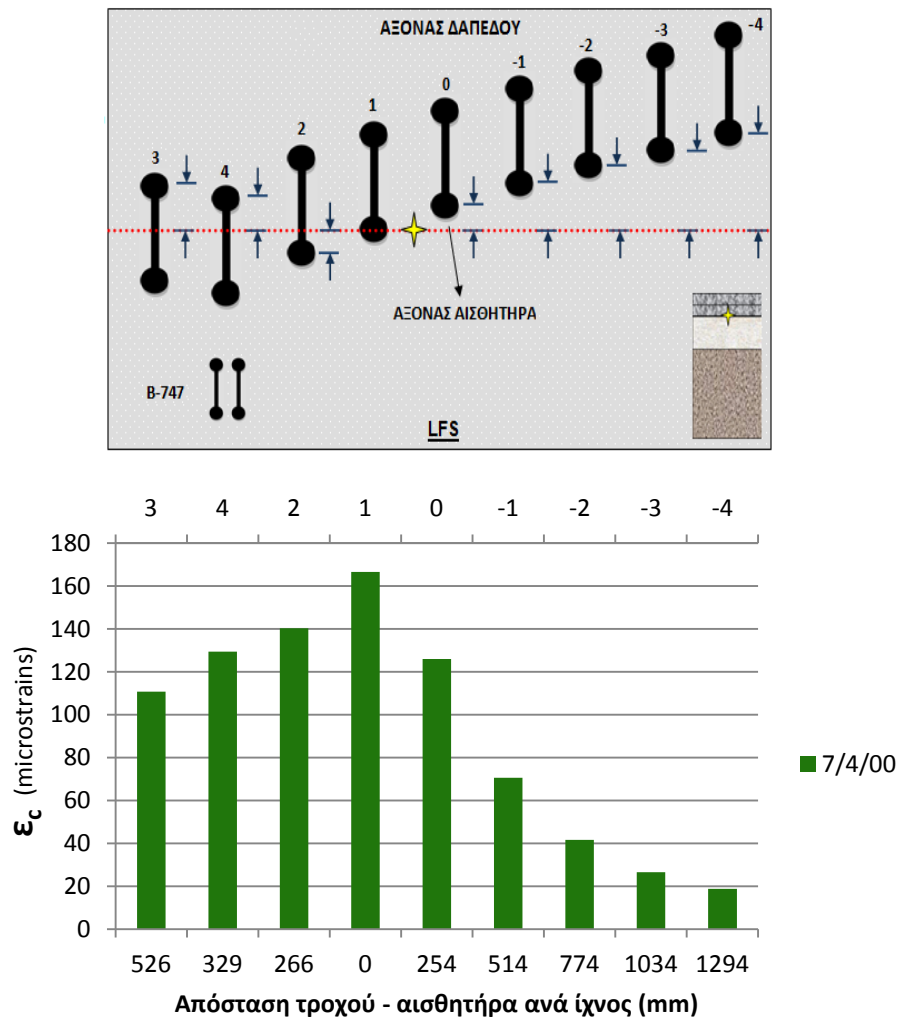 ΑΞΟΝΑΣ ΔΑΠΕΔΟΥ
3 4 2 1 0 -1 -2 -3 -4
ΑΞΟΝΑΣ ΑΙΣΘΗΤΗΡΑ
B-747
LFS
3 4 2 1 0 -1 -2 -3 -4
180
160
140
120
100
80
60
40
20
0
εc (microstrains)
7/4/00
526 329 266 0 254 514 774 1034 1294
Απόσταση τροχού - αισθητήρα ανά ίχνος (mm)